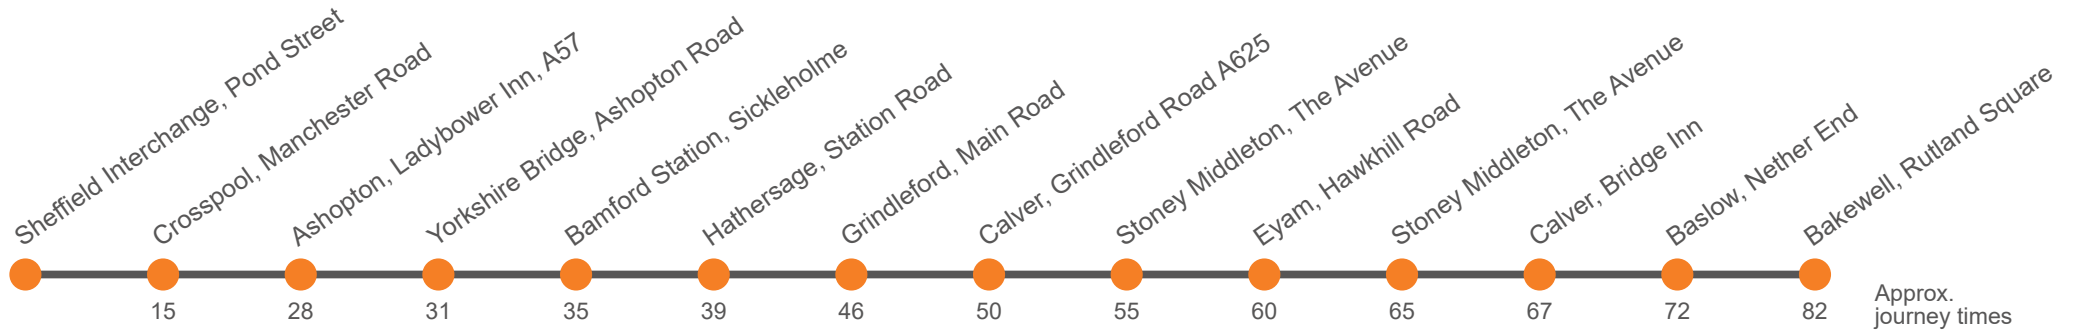 Sheffield Interchange, Pond Street
Crosspool, Manchester Road
Ashopton, Ladybower Inn, A57
Yorkshire Bridge, Ashopton Road
Bamford Station, Sickleholme
Hathersage, Station Road
Grindleford, Main Road
Calver, Grindleford Road A625
Stoney Middleton, The Avenue
Eyam, Hawkhill Road
Stoney Middleton, The Avenue
Calver, Bridge Inn
Baslow, Nether End
Bakewell, Rutland Square
15 28 31 35 39 46 50 55 60 65 67 72 82
Approx.
journey times